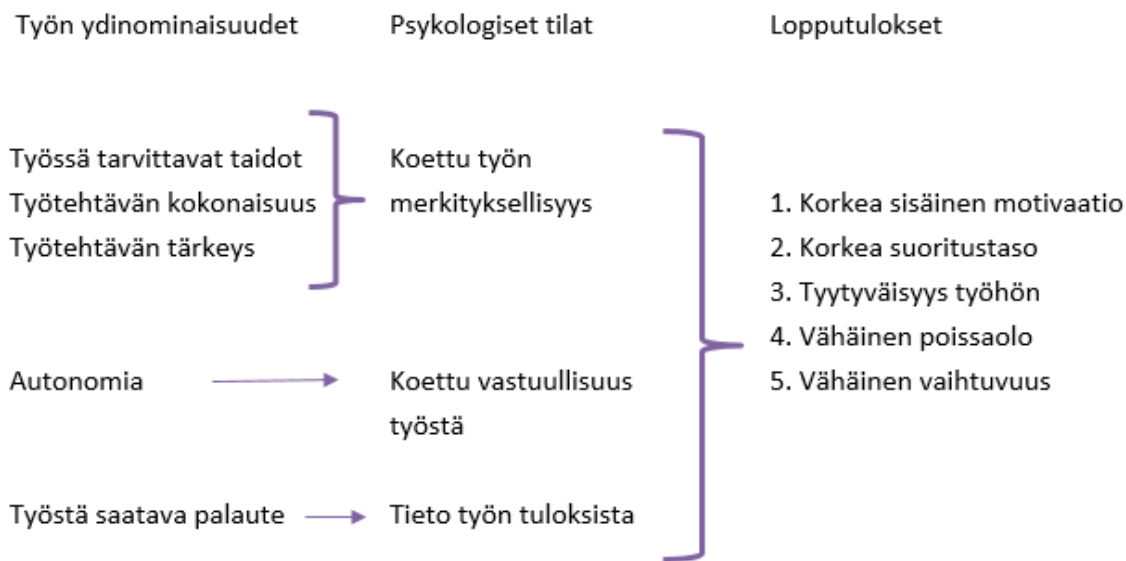 Työn ydinominaisuudet
Psykologiset tilat
Lopputulokset
Työssä tarvittavat taidot
Työtehtävän kokonaisuus
Työtehtävän tärkeys
Koettu työn
merkityksellisyys
Autonomia
Koettu vastuullisuus
työstä
Työstä saatava palaute
Tieto työn tuloksista
1. Korkea sisäinen motivaatio
2. Korkea suoritustaso
3. Tyytyväisyys työhön
4. Vähäinen poissaolo
5. Vähäinen vaihtuvuus